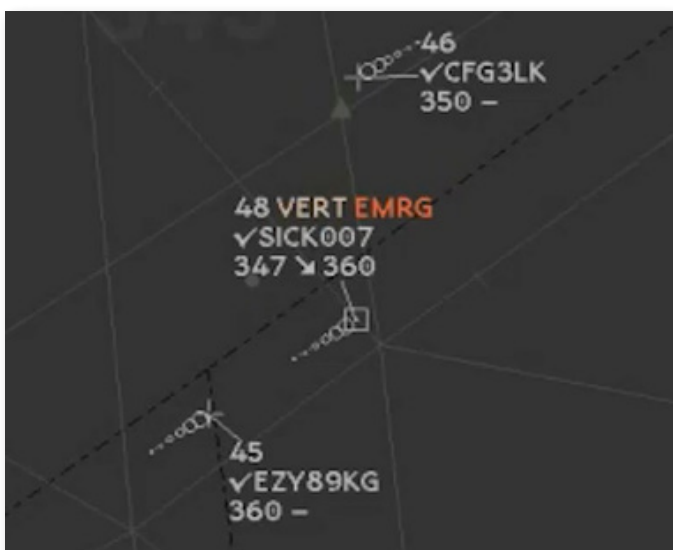 46
✓CFG3LK
350 –
48 VERT EMRG
✓SICK007
347 ↘ 360
45
✓EZY89KG
360 –